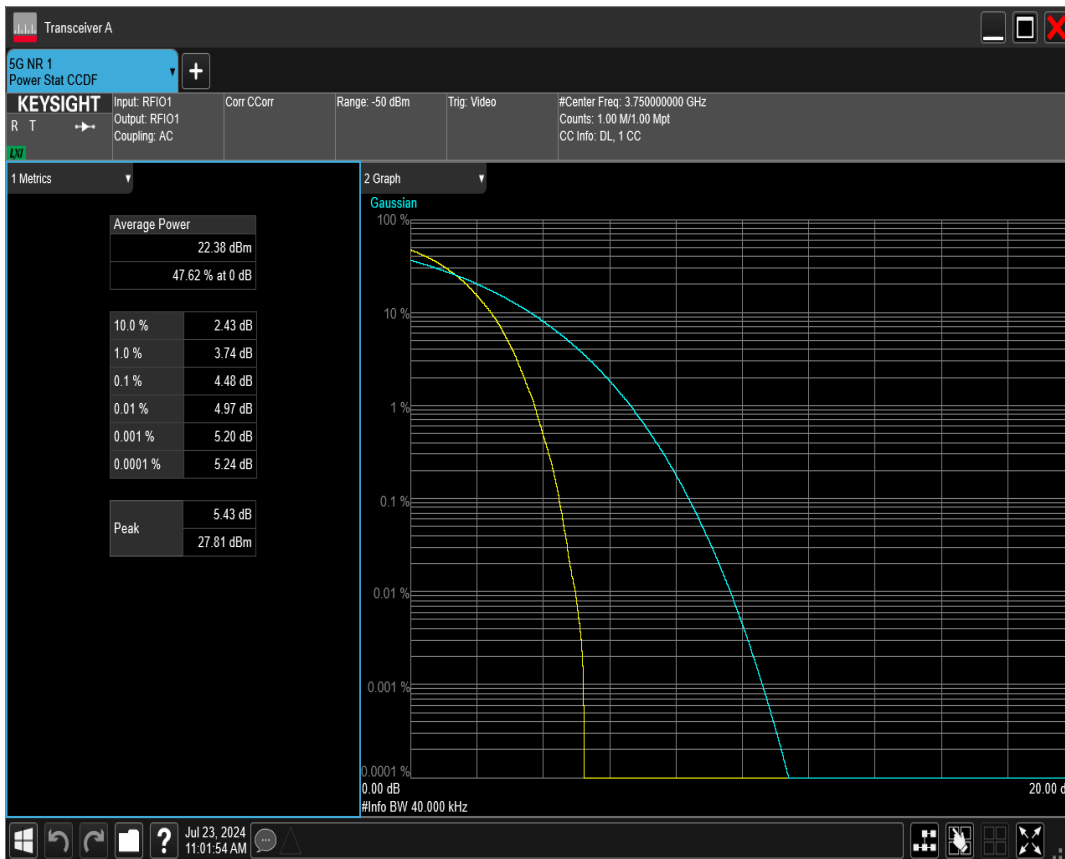 Transceiver A
5G NR 1
Power Stat CCDF
+
KEYSIGHT
R T
LXI
Input: RFIO1
Output: RFIO1
Coupling: AC
Corr CCorr
Range: -50 dBm
Trig: Video
#Center Freq: 3.750000000 GHz
Counts: 1.00 M/1.00 Mpt
CC Info: DL, 1 CC
1 Metrics
Average Power
22.38 dBm
47.62 % at 0 dB
10.0 % 2.43 dB
1.0 % 3.74 dB
0.1 % 4.48 dB
0.01 % 4.97 dB
0.001 % 5.20 dB
0.0001 % 5.24 dB
Peak 5.43 dB
27.81 dBm
2 Graph
Gaussian
100 %
10 %
1 %
0.1 %
0.01 %
0.001 %
0.0001 %
0.00 dB 20.00 d
#Info BW 40.000 kHz
?
Jul 23, 2024
11:01:54 AM